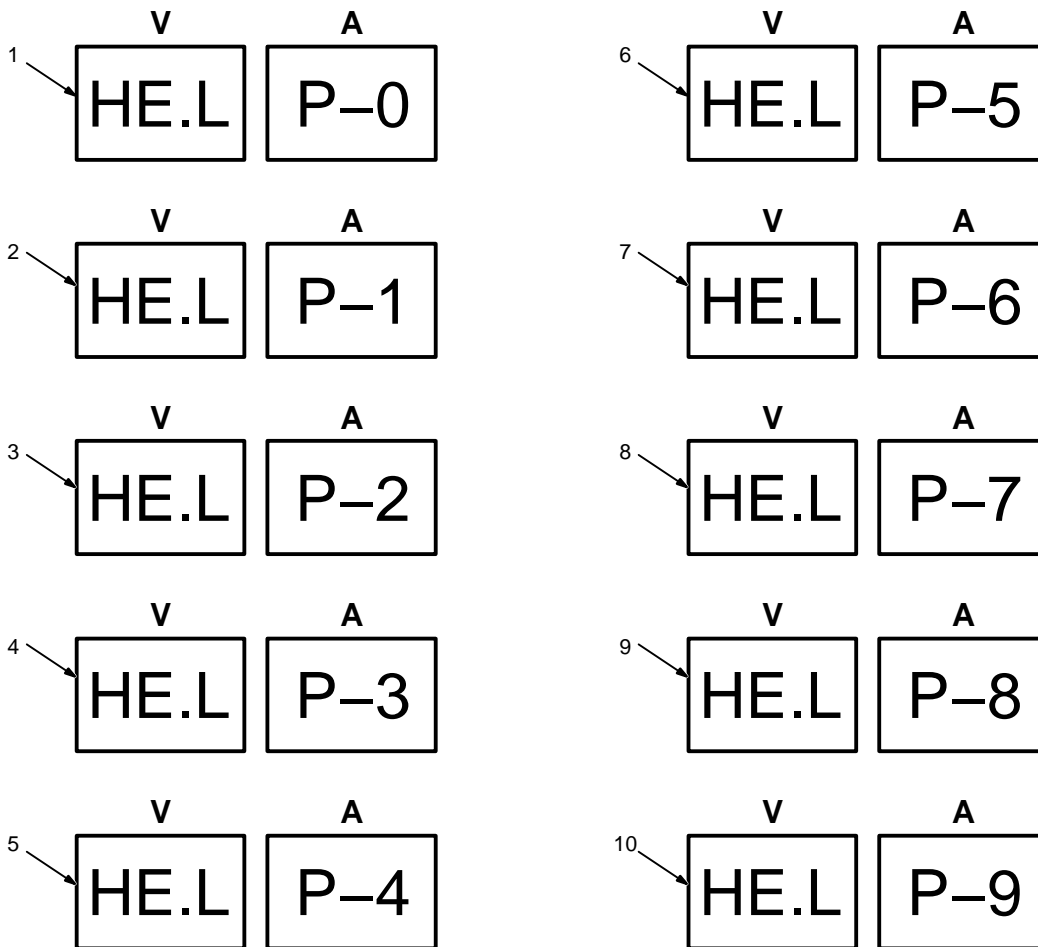 V A
1 HE.L P–0
V A
2 HE.L P–1
V A
3 HE.L P–2
V A
4 HE.L P–3
V A
5 HE.L P–4
V A
6 HE.L P–5
V A
7 HE.L P–6
V A
8 HE.L P–7
V A
9 HE.L P–8
V A
10 HE.L P–9